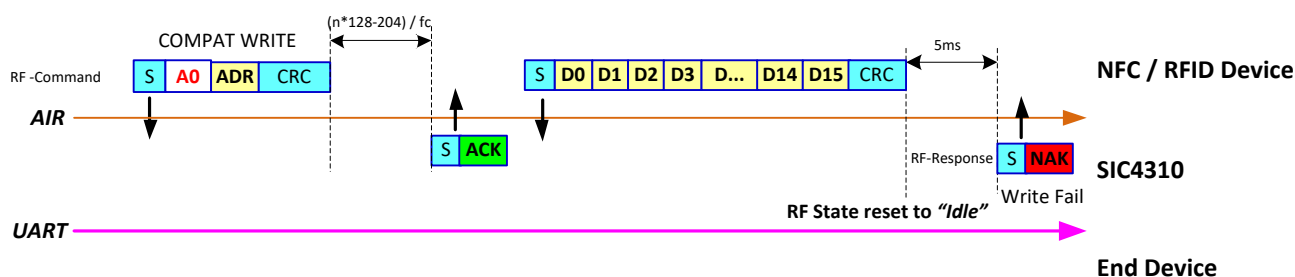 (n*128-204) / fc
COMPAT WRITE
5ms
RF -Command
S A0 ADR CRC
S D0 D1 D2 D3 D... D14 D15 CRC
NFC / RFID Device
AIR
S ACK
RF-Response
S NAK
SIC4310
Write Fail
RF State reset to “Idle”
UART
End Device